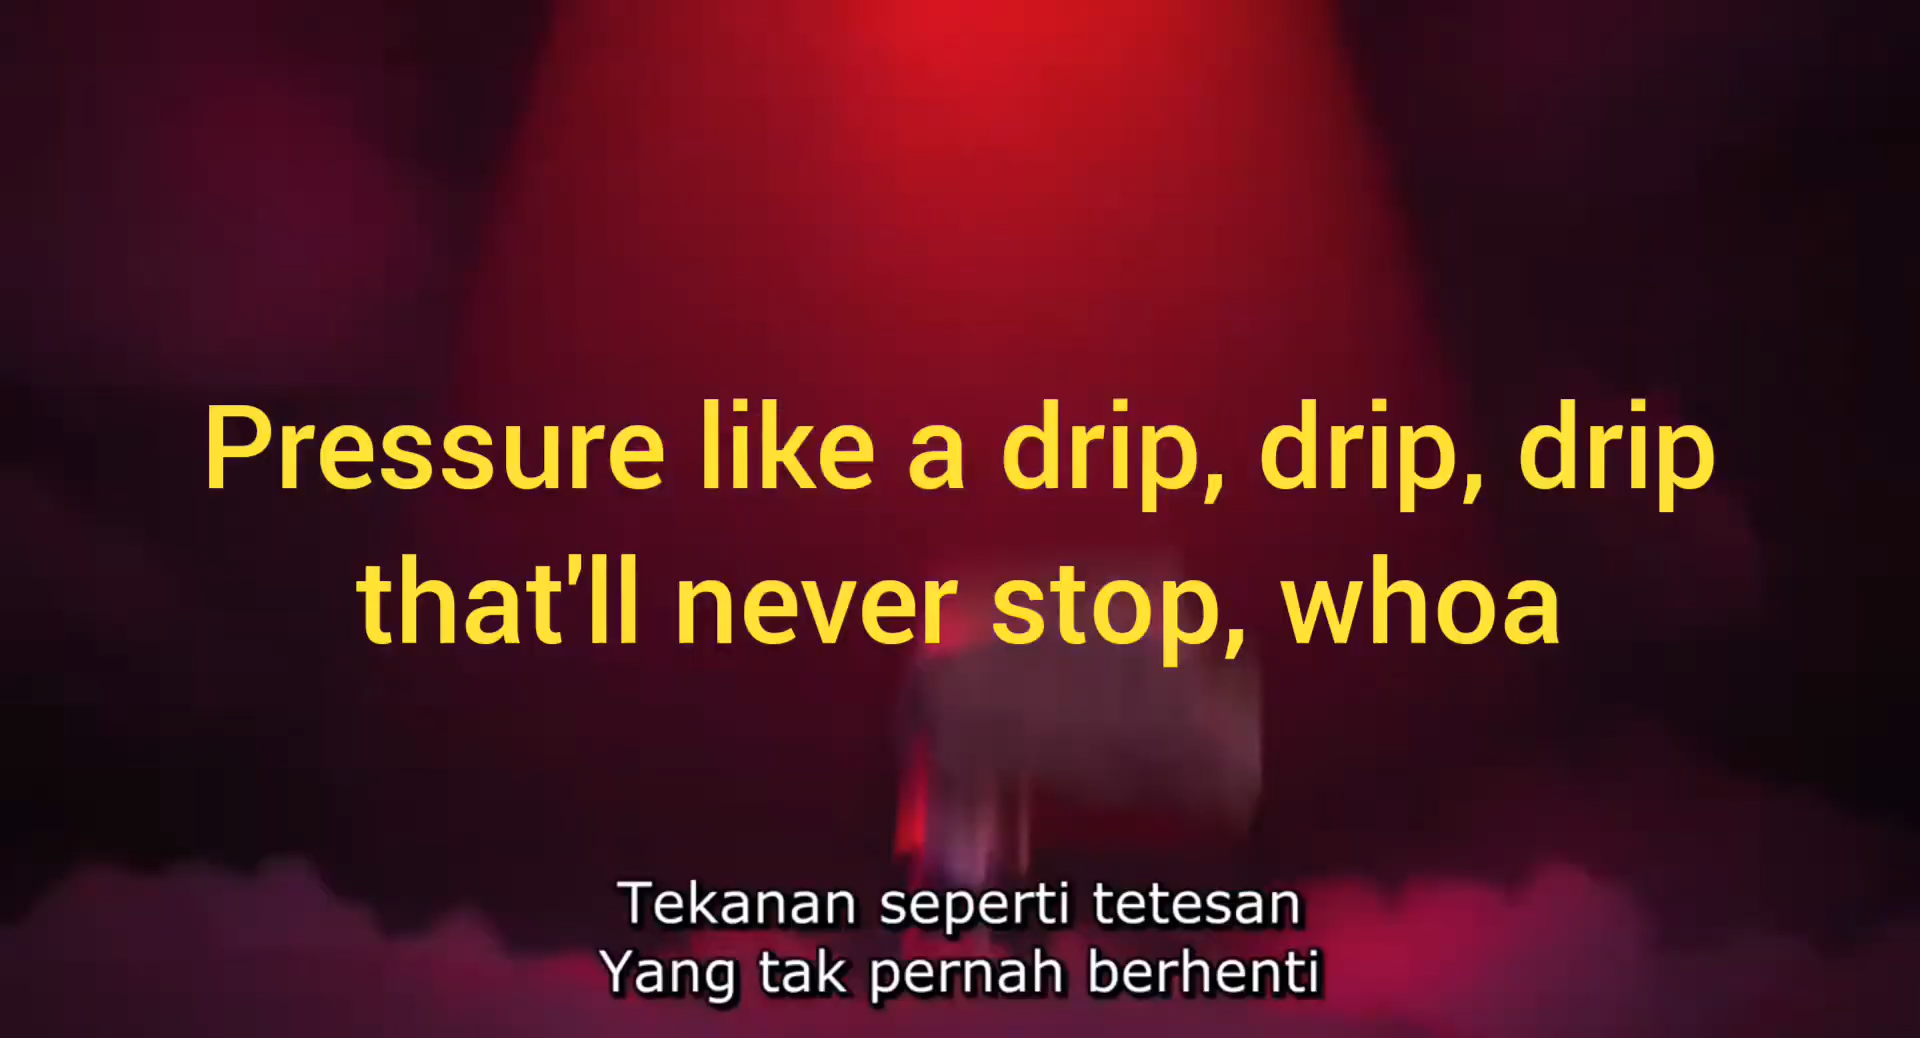 Pressure like a drip, drip, drip
that'll never stop, whoa
Tekanan seperti tetesan
Yang tak pernah berhenti